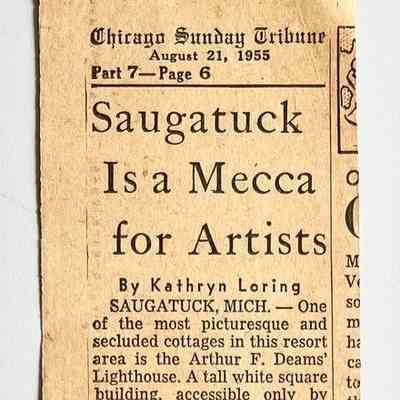 Chicago Sunday Tribune
August 21, 1955
Part 7—Page 6
Saugatuck
Is a Mecca
for Artists
By Kathryn Loring
SAUGATUCK, MICH. — One
of the most picturesque and
secluded cottages in this resort
area is the Arthur F. Deams'
Lighthouse. A tall white square
building, accessible only by